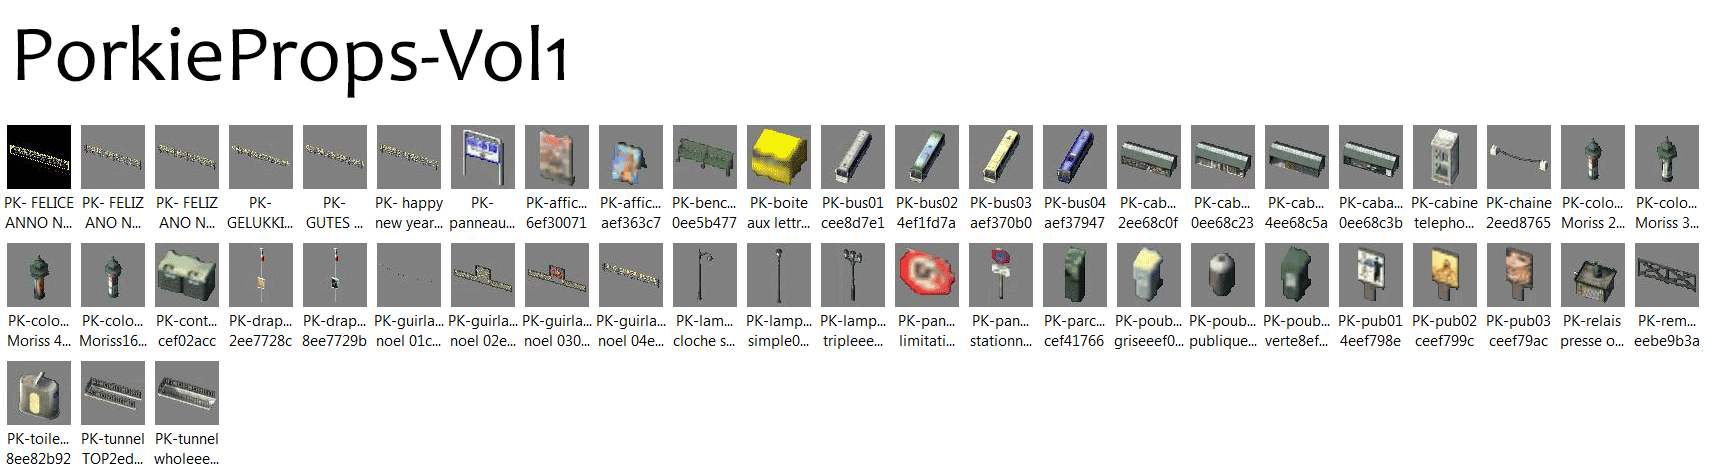 PorkieProps-Vol1
PK- FELICE PK- FELIZ PK- FELIZ PK- PK- PK- happy PK- PK-affic... PK-affic... PK-benc... PK-boite PK-bus01 PK-bus02 PK-bus03 PK-bus04 PK-cab... PK-cab... PK-cab... PK-caba... PK-cabine PK-chaine PK-colo... PK-colo...
ANNO N... ANO N... ANO N... GELUKKI... GUTES ... new year... panneau... 6ef30071 aef363c7 0ee5b477 aux lettr... cee8d7e1 4ef1fd7a aef370b0 aef37947 2ee68c0f 0ee68c23 4ee68c5a 0ee68c3b telepho... 2eed8765 Moriss 2... Moriss 3...
PK-colo... PK-colo... PK-cont... PK-drap... PK-drap... PK-guirla... PK-guirla... PK-guirla... PK-guirla... PK-lam... PK-lamp... PK-lamp... PK-pan... PK-pan... PK-parc... PK-poub... PK-poub... PK-poub... PK-pub01 PK-pub02 PK-pub03 PK-relais PK-rem...
Moriss 4... Moriss16... cef02acc 2ee7728c 8ee7729b noel 01c... noel 02e... noel 030... noel 04e... cloche s... simple0... tripleee... limitati... stationn... cef41766 griseeef0... publique... verte8ef... 4eef798e ceef799c ceef79ac presse o... eebe9b3a
PK-toile... PK-tunnel PK-tunnel
8ee82b92 TOP2ed... wholeee...